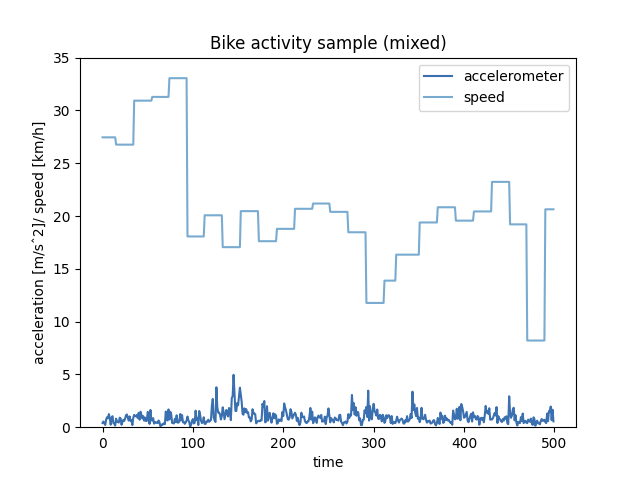 Bike activity sample (mixed)
accelerometer
speed
35
30
25
20
15
10
5
0
acceleration [m/s^2]/ speed [km/h]
0 100 200 300 400 500
time